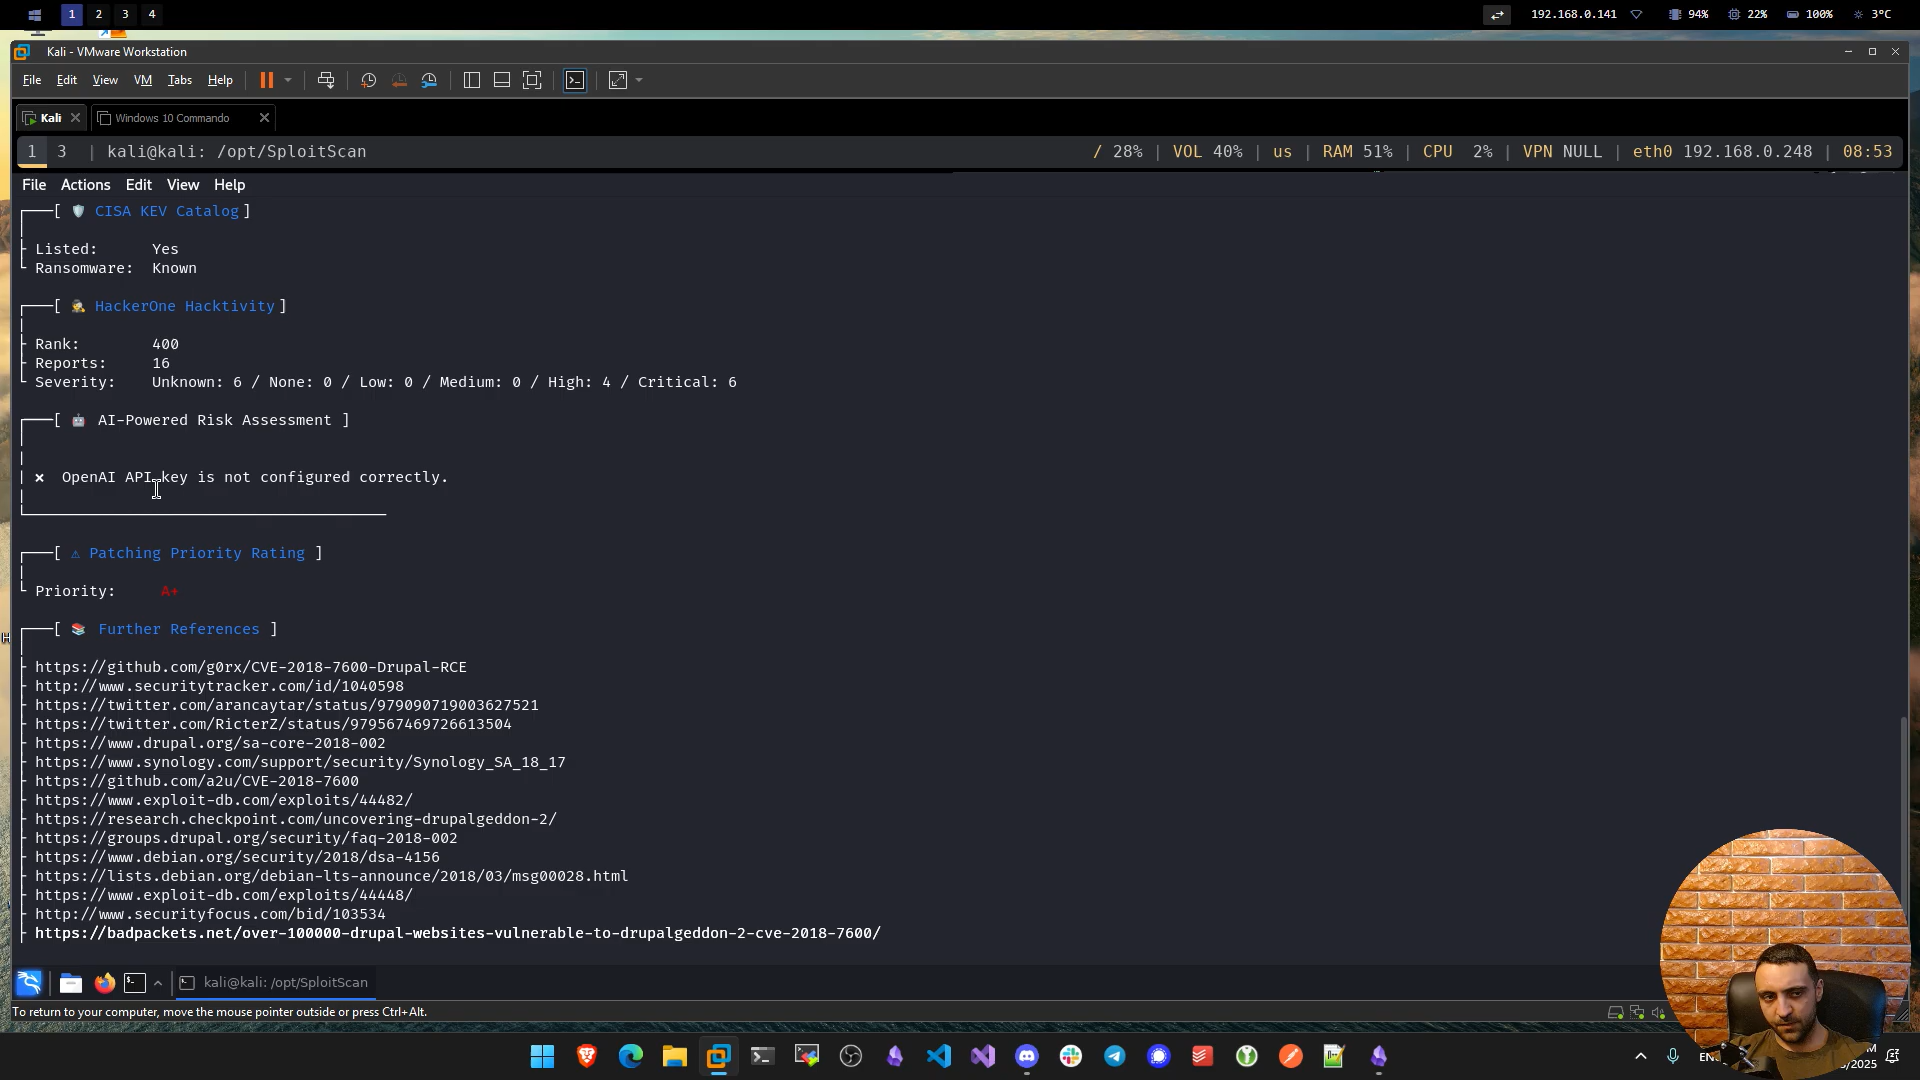 1
2
3
4
192.168.0.141
94%
22%
100%
3°C
Kali - VMware Workstation
File Edit View VM Tabs Help
Kali
Windows 10 Commando
1 3 | kali@kali: /opt/SploitScan
/ 28% | VOL 40% | us | RAM 51% | CPU 2% | VPN NULL | eth0 192.168.0.248 | 08:53
File Actions Edit View Help
[ CISA KEV Catalog ]
Listed: Yes
Ransomware: Known
[ HackerOne Hacktivity ]
Rank: 400
Reports: 16
Severity: Unknown: 6 / None: 0 / Low: 0 / Medium: 0 / High: 4 / Critical: 6
[ AI-Powered Risk Assessment ]
OpenAI API key is not configured correctly.
[ Patching Priority Rating ]
Priority: A+
[ Further References ]
https://github.com/g0rx/CVE-2018-7600-Drupal-RCE
http://www.securitytracker.com/id/1040598
https://twitter.com/arancaytar/status/979090719003627521
https://twitter.com/RicterZ/status/979567469726613504
https://www.drupal.org/sa-core-2018-002
https://www.synology.com/support/security/Synology_SA_18_17
https://github.com/a2u/CVE-2018-7600
https://www.exploit-db.com/exploits/44482/
https://research.checkpoint.com/uncovering-drupalgeddon-2/
https://groups.drupal.org/security/faq-2018-002
https://www.debian.org/security/2018/dsa-4156
https://lists.debian.org/debian-lts-announce/2018/03/msg00028.html
https://www.exploit-db.com/exploits/44448/
http://www.securityfocus.com/bid/103534
https://badpackets.net/over-100000-drupal-websites-vulnerable-to-drupalgeddon-2-cve-2018-7600/
kali@kali: /opt/SploitScan
To return to your computer, move the mouse pointer outside or press Ctrl+Alt.